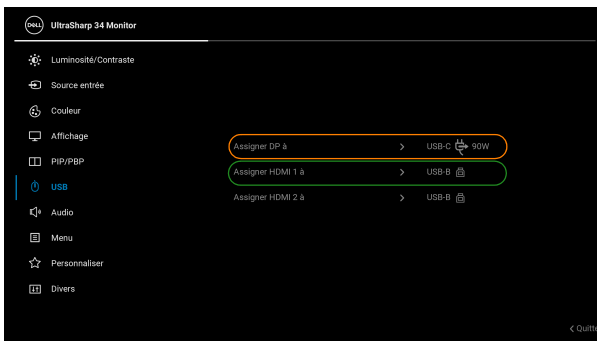 DELL UltraSharp 34 Monitor
Luminosité/Contraste
Source entrée
Couleur
Affichage
Assigner DP à > USB-C 90W
PIP/PBP
Assigner HDMI 1 à > USB-B
USB
Assigner HDMI 2 à > USB-B
Audio
Menu
Personnaliser
Divers
< Quitte